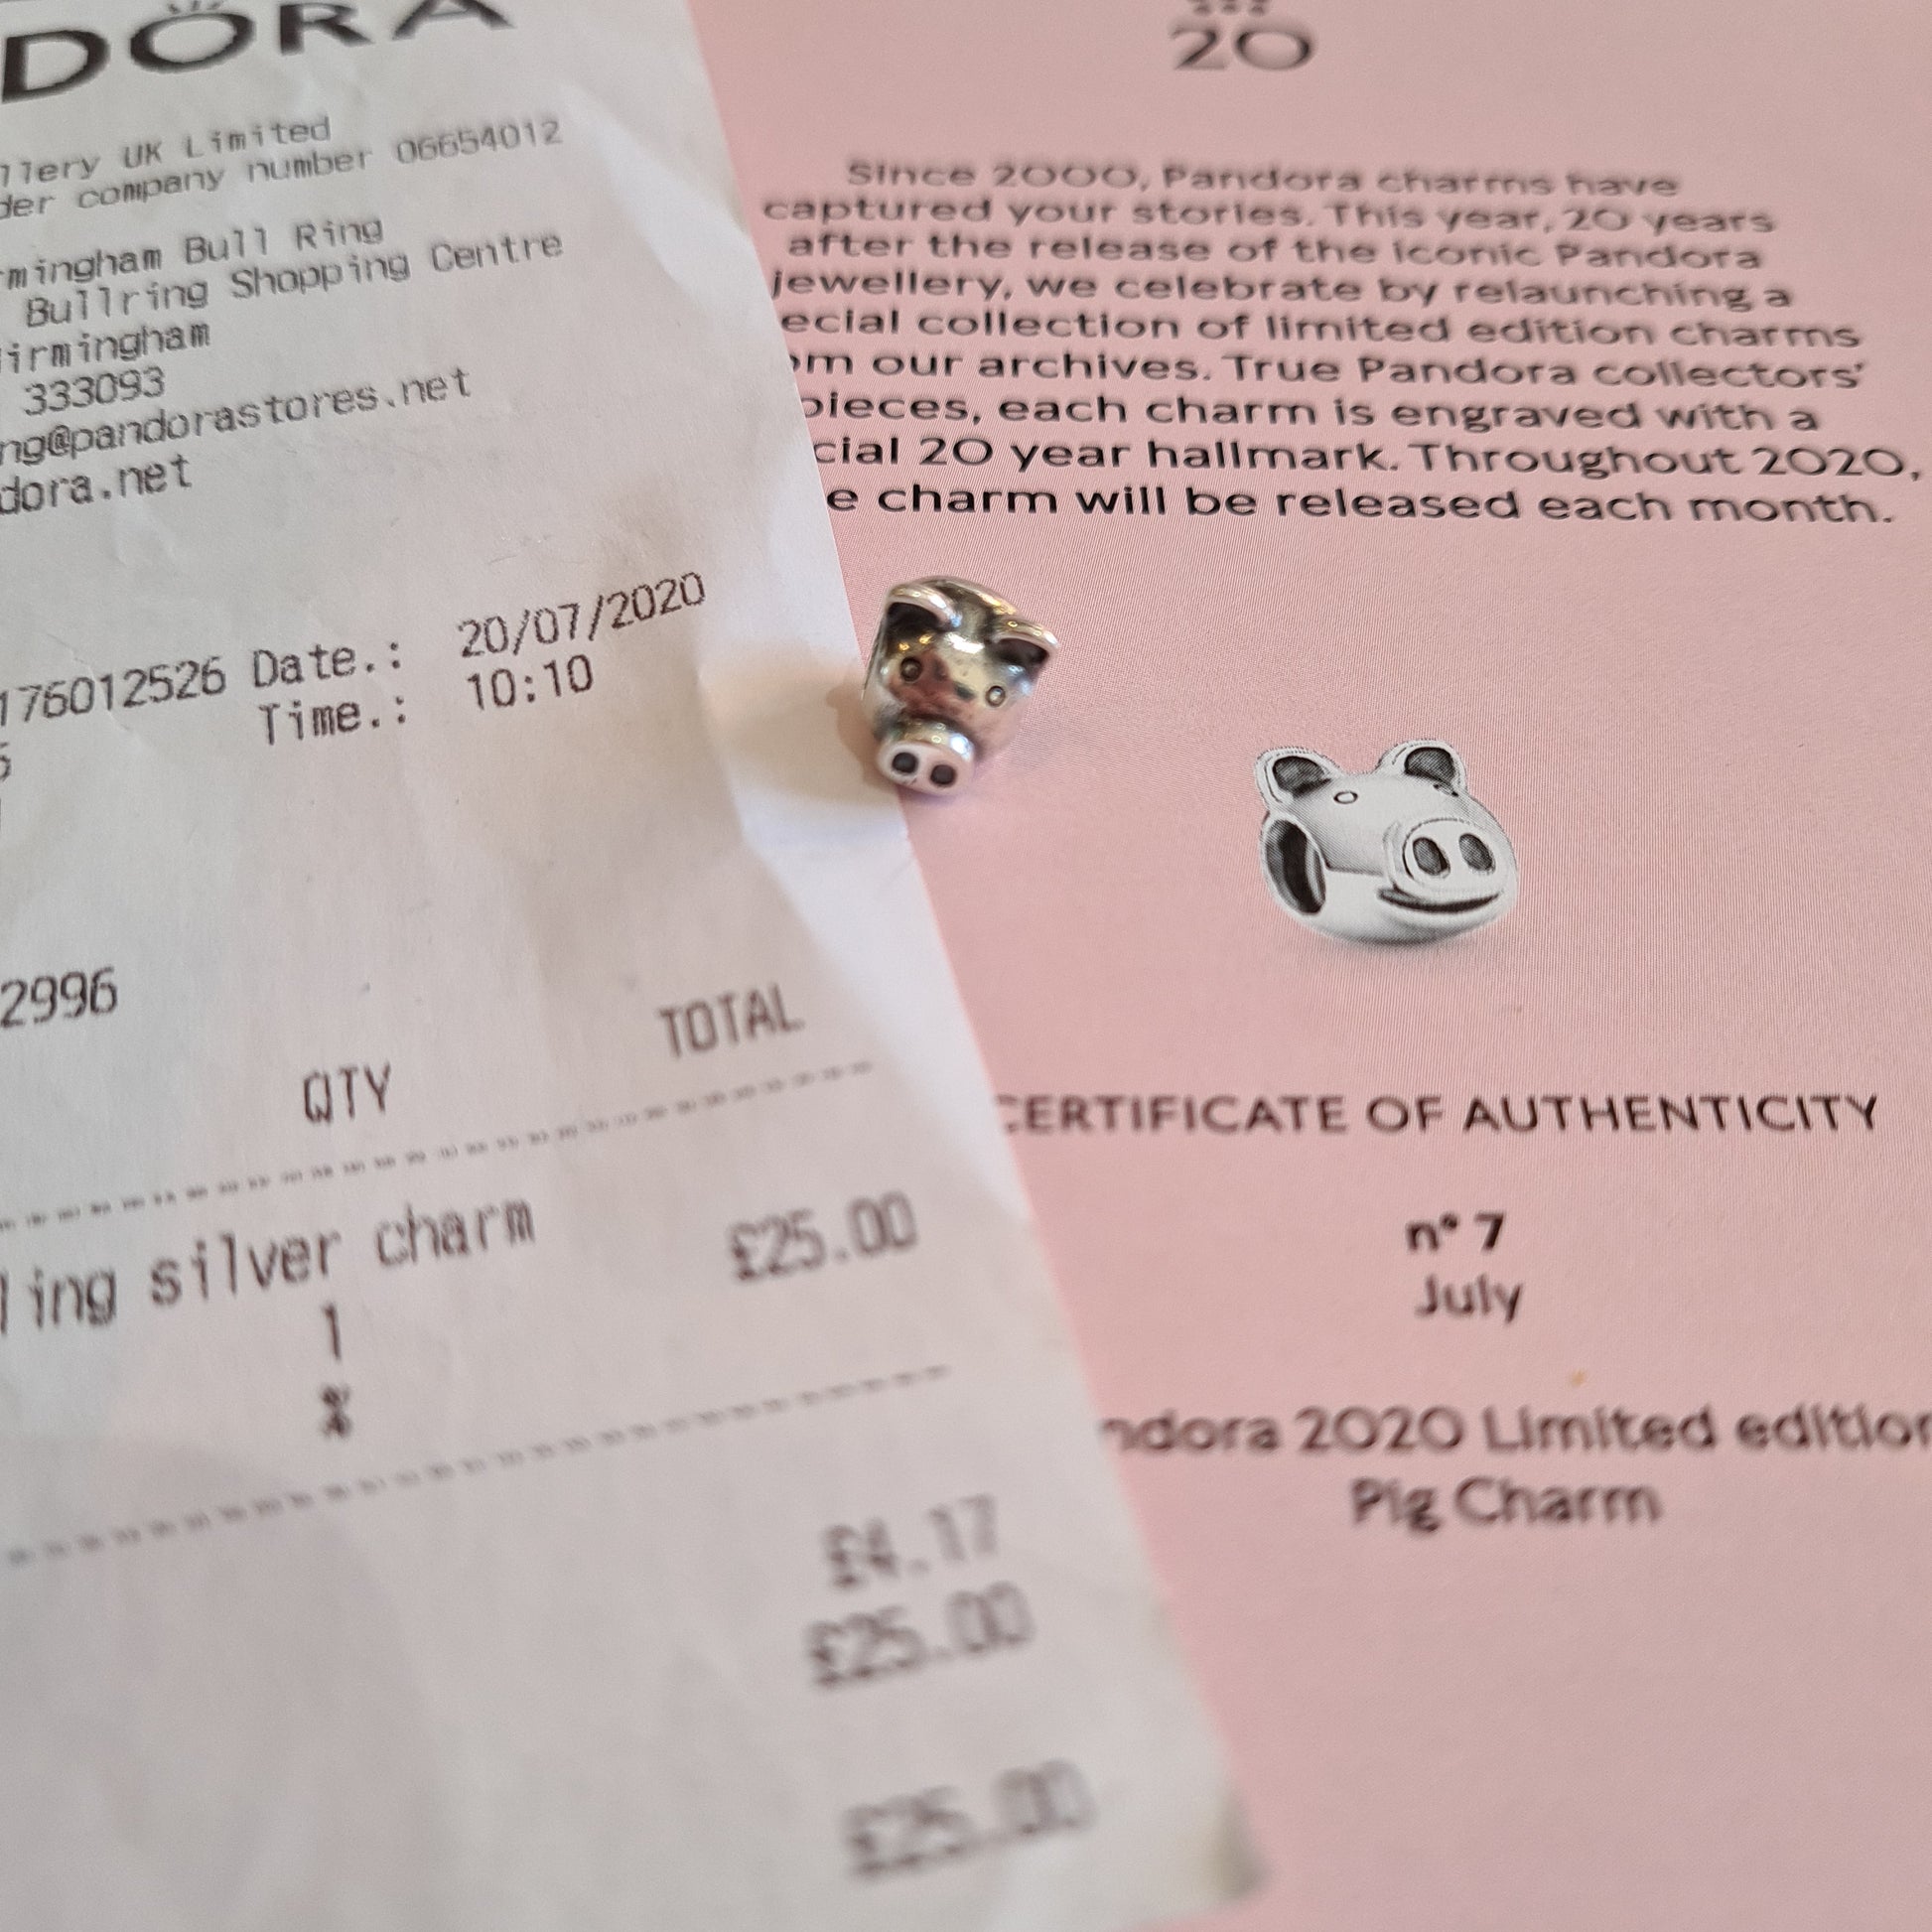 DORA
llery UK Limited
der company number 06654012
rmingham Bull Ring
Bullring Shopping Centre
irmingham
333093
ng@pandorastores.net
dora.net
176012526 Date.: 20/07/2020
Time.: 10:10
2996
QTY TOTAL
ling silver charm
1 £25.00
%
£4.17
£25.00
£25.00
20
Since 2000, Pandora charms have
captured your stories. This year, 20 years
after the release of the iconic Pandora
jewellery, we celebrate by relaunching a
ecial collection of limited edition charms
om our archives. True Pandora collectors'
pieces, each charm is engraved with a
cial 20 year hallmark. Throughout 2020,
e charm will be released each month.
CERTIFICATE OF AUTHENTICITY
n° 7
July
ndora 2020 Limited edition
Pig Charm